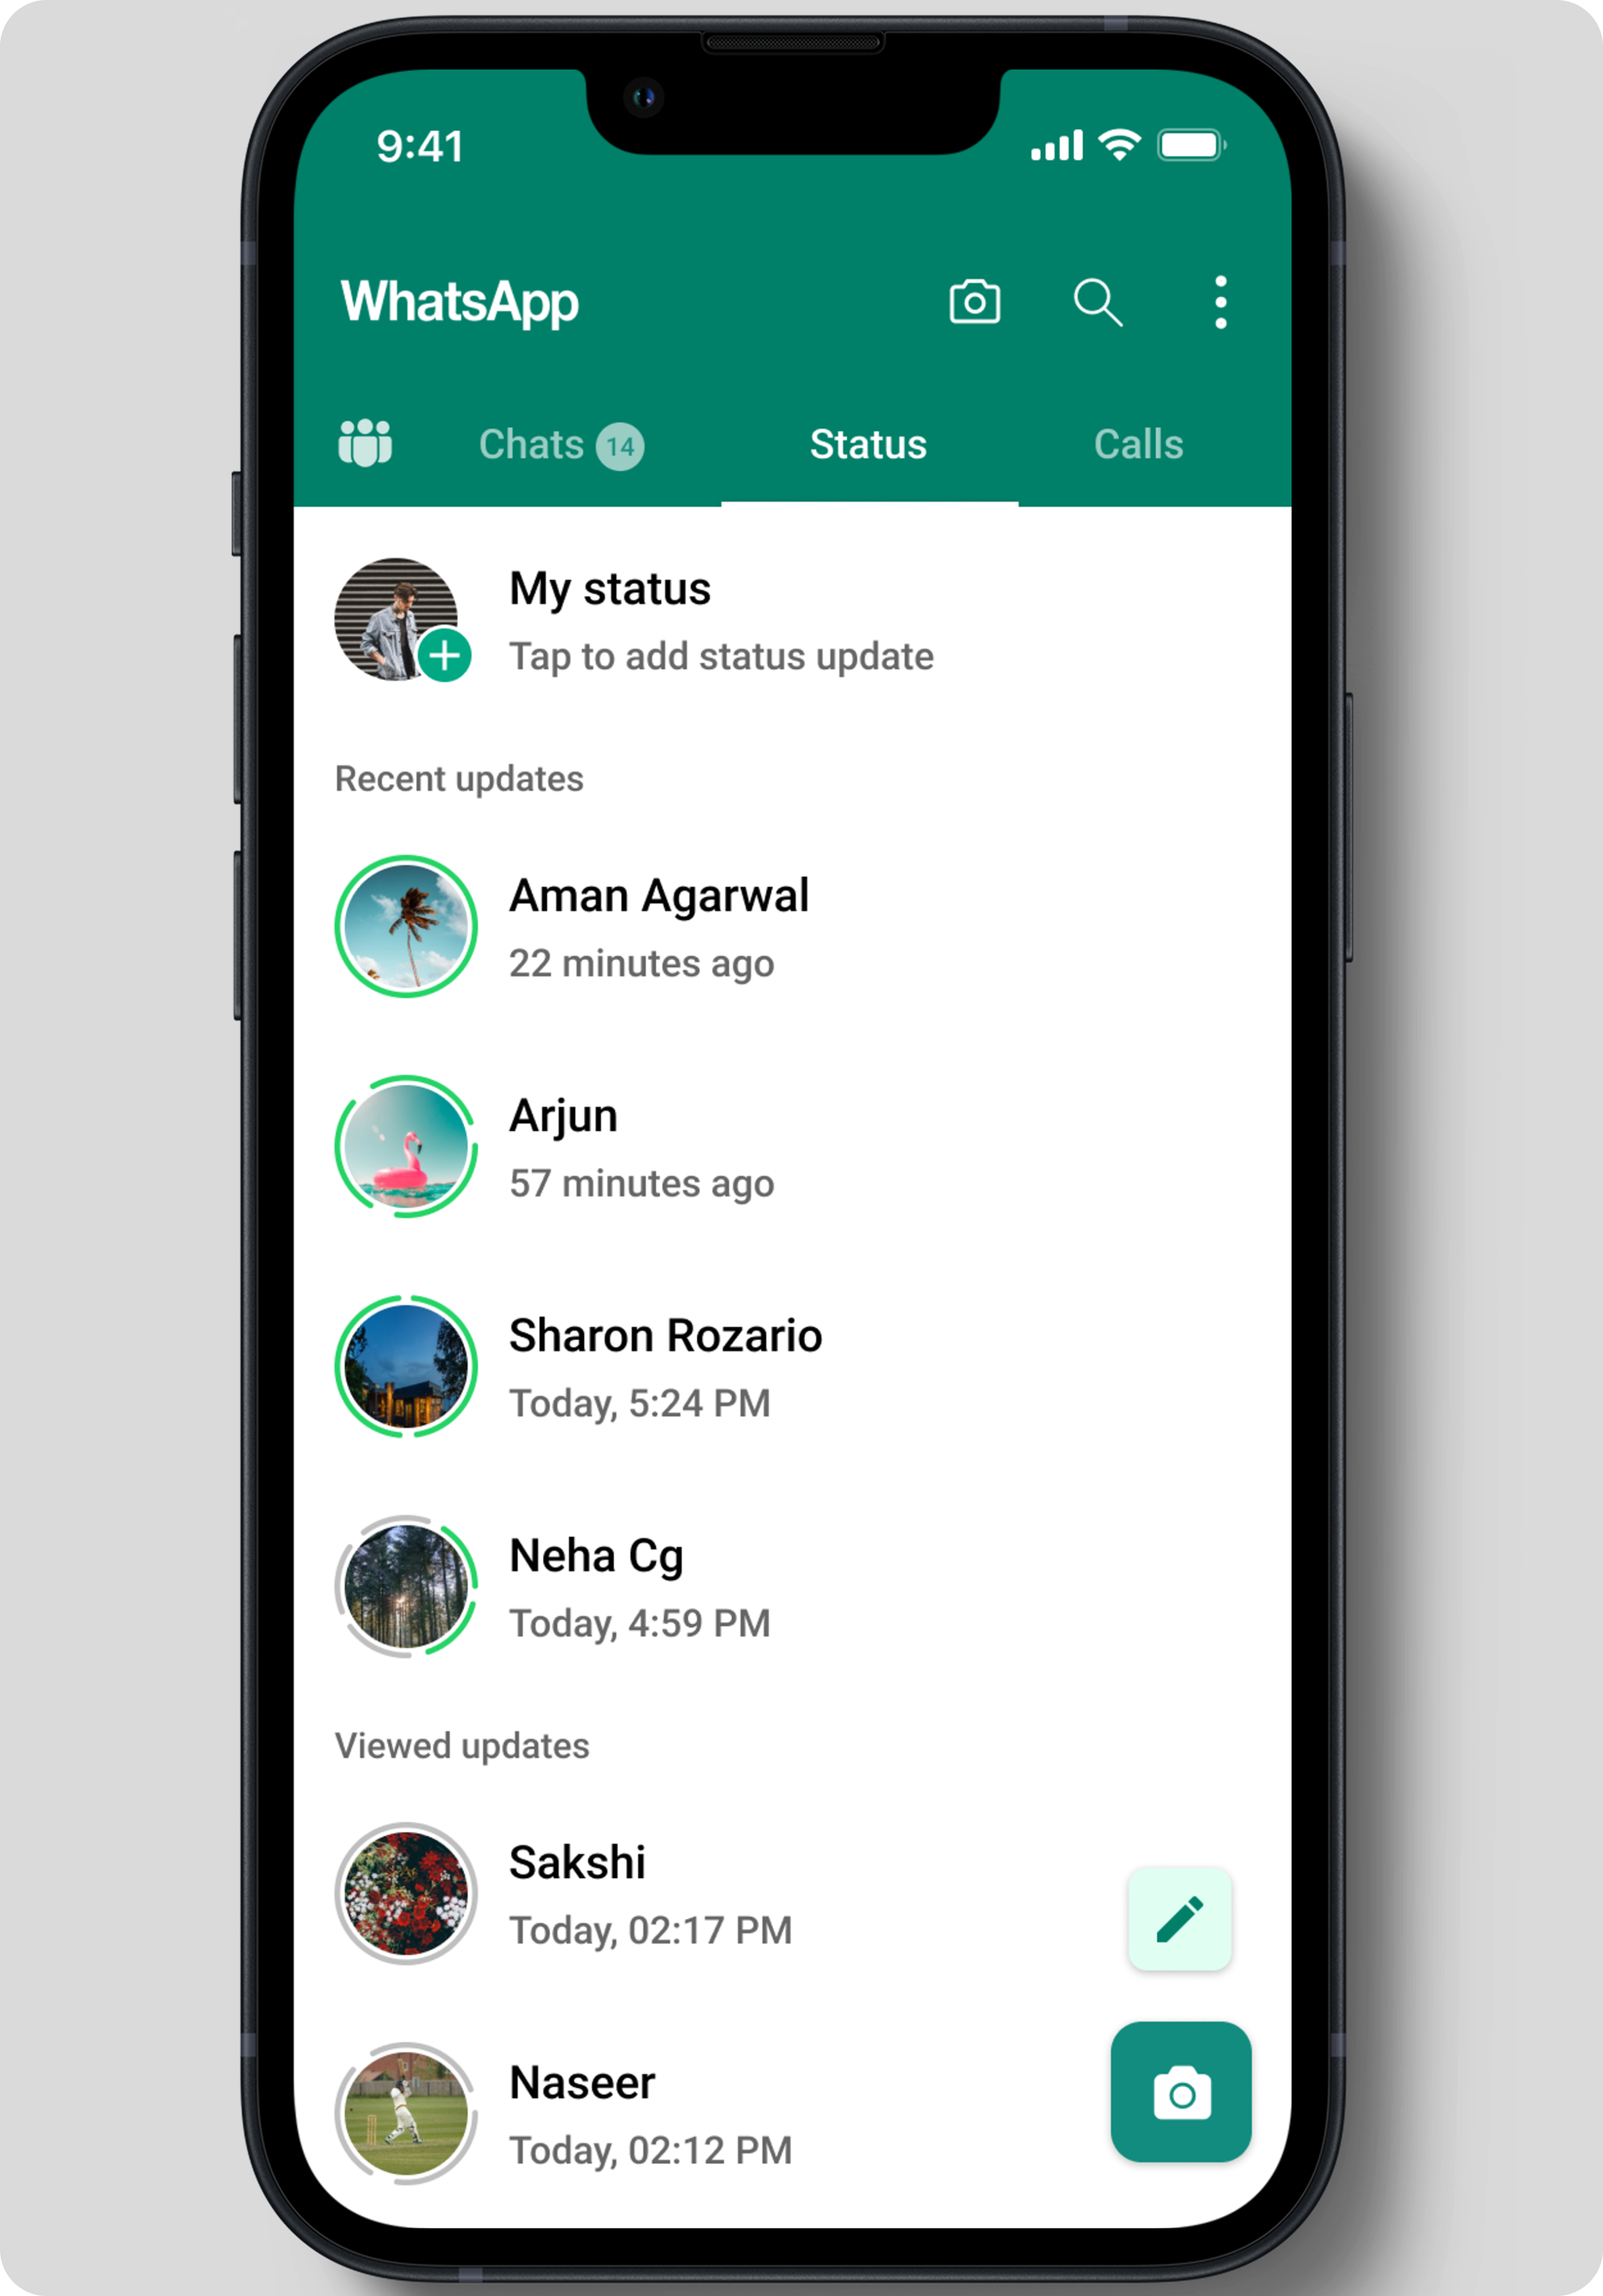 9:41
WhatsApp
Chats 14 Status Calls
My status
Tap to add status update
Recent updates
Aman Agarwal
22 minutes ago
Arjun
57 minutes ago
Sharon Rozario
Today, 5:24 PM
Neha Cg
Today, 4:59 PM
Viewed updates
Sakshi
Today, 02:17 PM
Naseer
Today, 02:12 PM